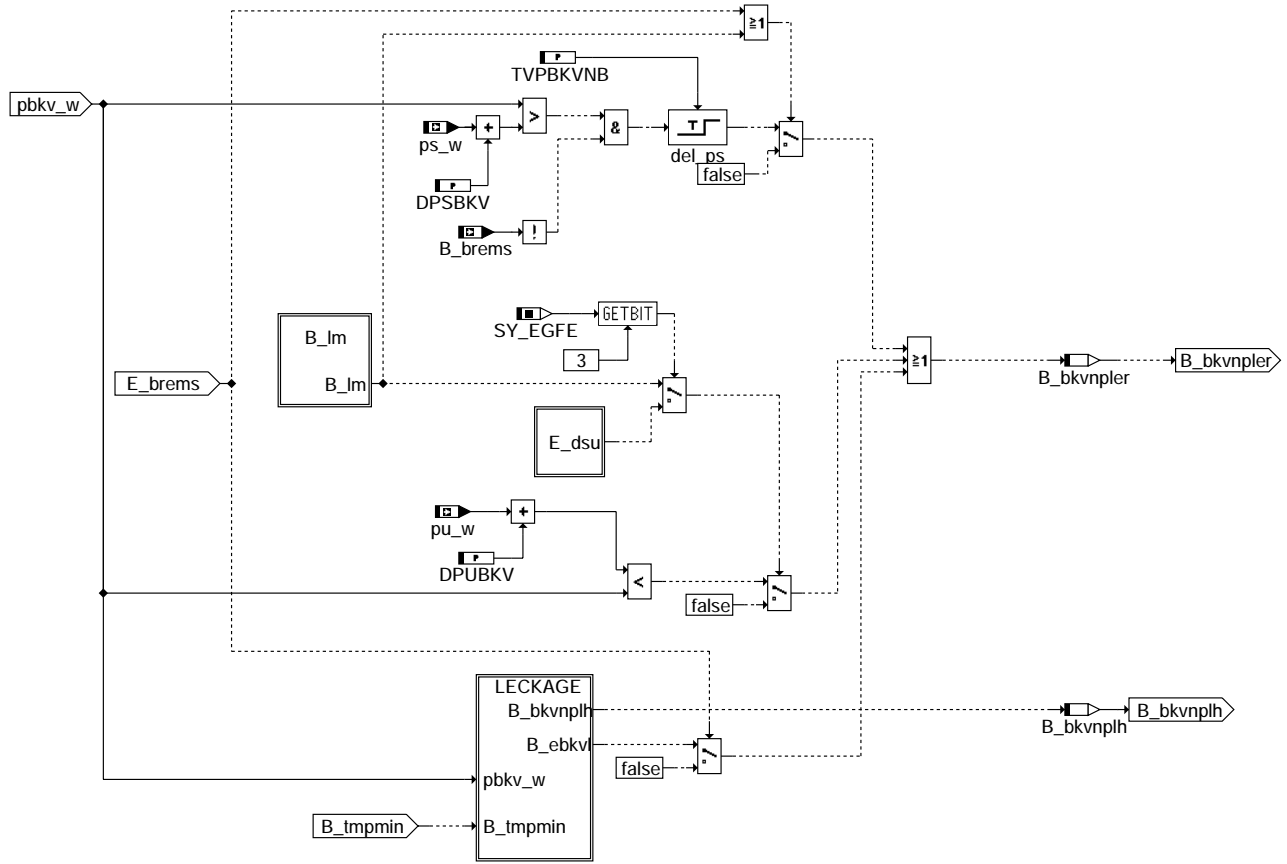 ≧1
P
TVPBKVNB
pbkv_w
>
&
T
ps_w
+
del_ps
false
P
DPSBKV
B_brems
!
SY_EGFE
GETBIT
B_lm
3
≧1
B_bkvnpler
B_bkvnpler
E_brems
B_lm
E_dsu
pu_w
+
P
DPUBKV
<
false
LECKAGE
B_bkvnplh
B_bkvnplh
B_bkvnplh
B_ebkvl
false
pbkv_w
B_tmpmin
B_tmpmin